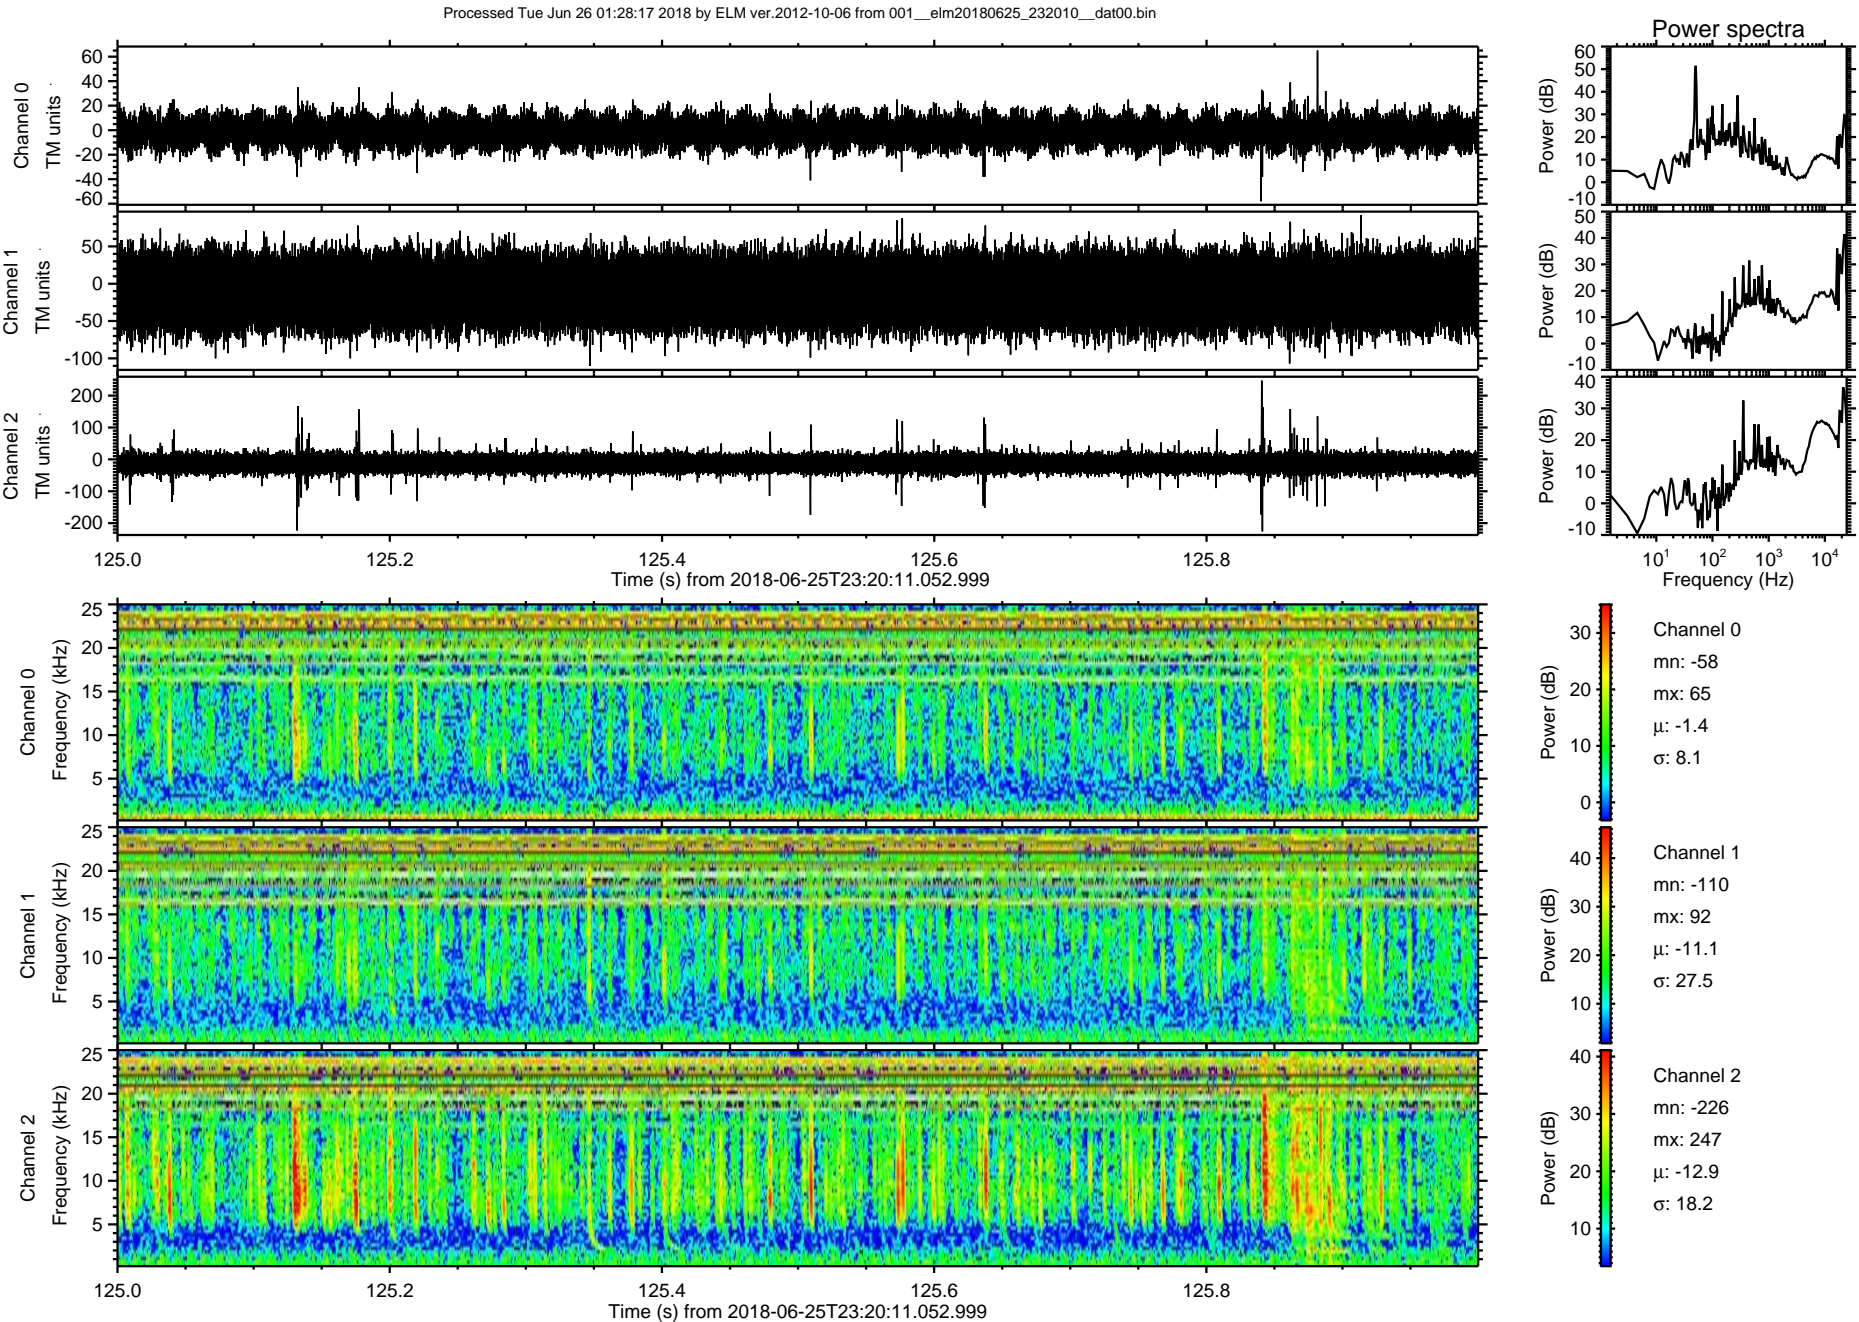 Processed Tue Jun 26 01:28:17 2018 by ELM ver.2012-10-06 from 001__elm20180625_232010__dat00.bin
Power spectra
Channel 0
TM units
60
40
20
0
-20
-40
-60
Power (dB)
60
50
40
30
20
10
0
-10
Channel 1
TM units
50
0
-50
-100
Power (dB)
50
40
30
20
10
0
-10
Channel 2
TM units
200
100
0
-100
-200
Power (dB)
40
30
20
10
0
-10
125.0 125.2 125.4 125.6 125.8
Time (s) from 2018-06-25T23:20:11.052.999
10^1 10^2 10^3 10^4
Frequency (Hz)
Channel 0
Frequency (kHz)
25
20
15
10
5
Power (dB)
30
20
10
0
Channel 0
mn: -58
mx: 65
μ: -1.4
σ: 8.1
Channel 1
Frequency (kHz)
25
20
15
10
5
Power (dB)
40
30
20
10
Channel 1
mn: -110
mx: 92
μ: -11.1
σ: 27.5
Channel 2
Frequency (kHz)
25
20
15
10
5
Power (dB)
40
30
20
10
Channel 2
mn: -226
mx: 247
μ: -12.9
σ: 18.2
125.0 125.2 125.4 125.6 125.8
Time (s) from 2018-06-25T23:20:11.052.999